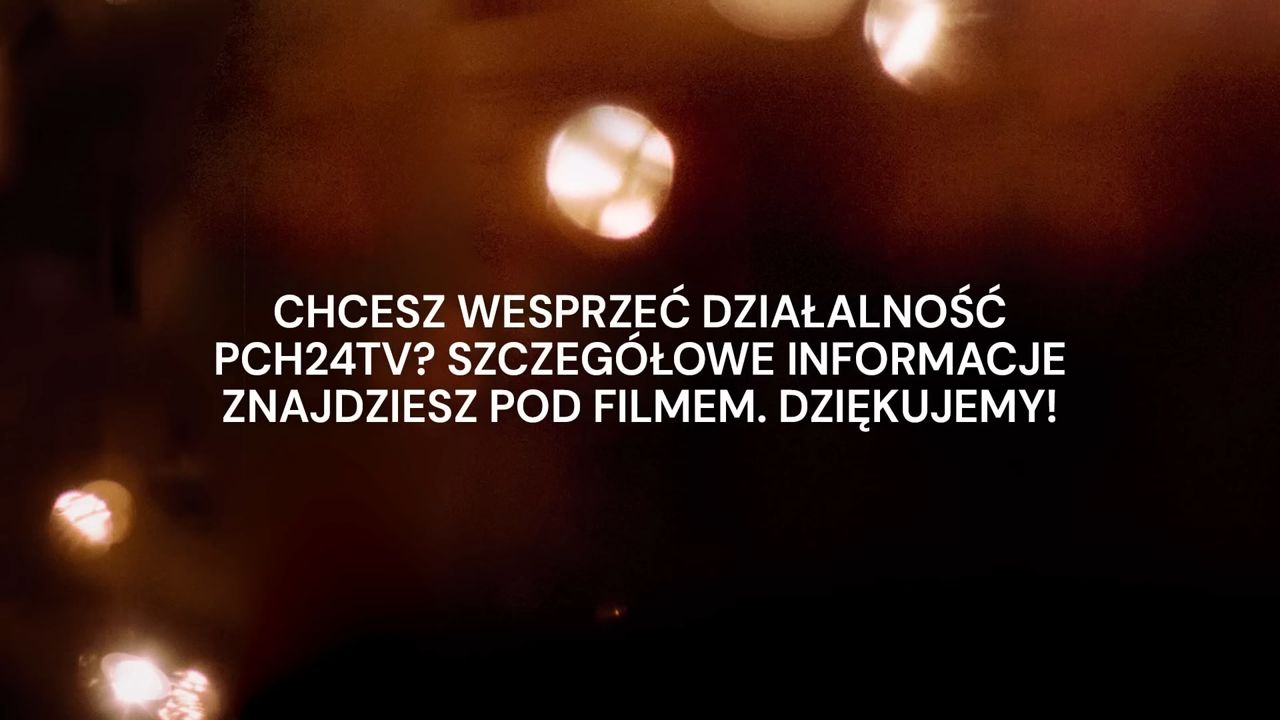 CHCESZ WESPRZEĆ DZIAŁALNOŚĆ
PCH24TV? SZCZEGÓŁOWE INFORMACJE
ZNAJDZIESZ POD FILMEM. DZIĘKUJEMY!